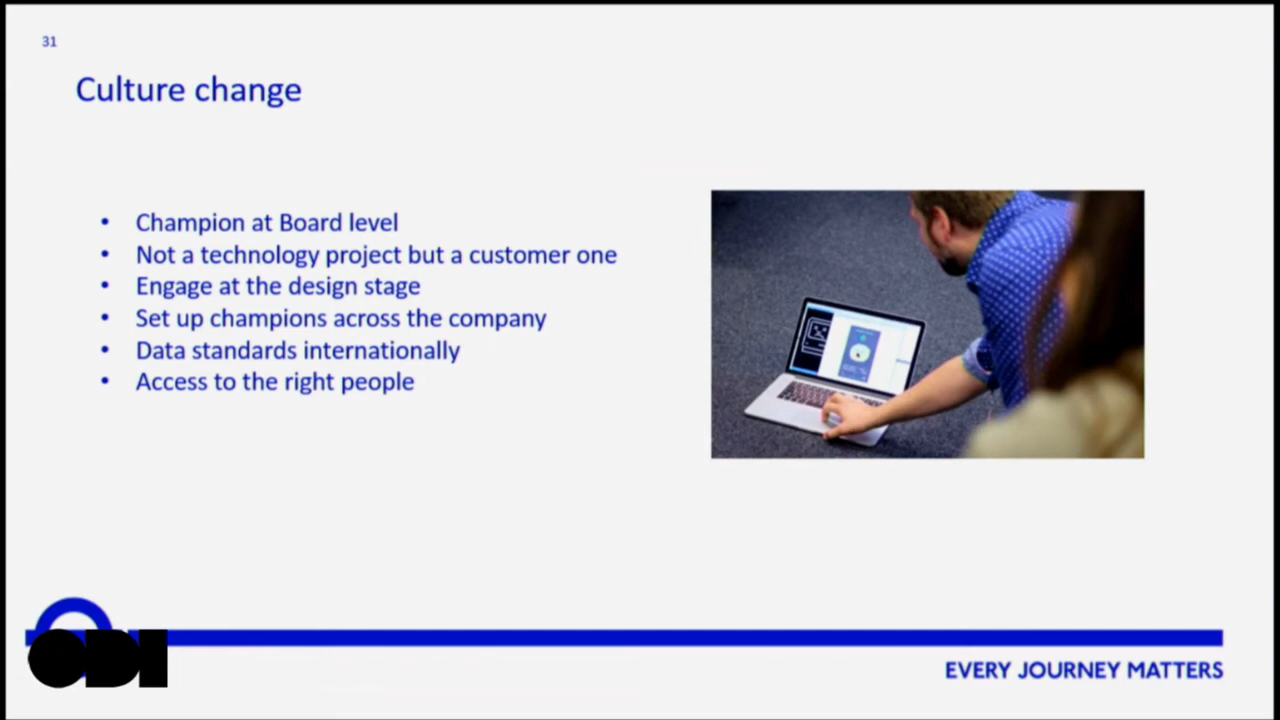 31
Culture change
• Champion at Board level
• Not a technology project but a customer one
• Engage at the design stage
• Set up champions across the company
• Data standards internationally
• Access to the right people
ODI
EVERY JOURNEY MATTERS